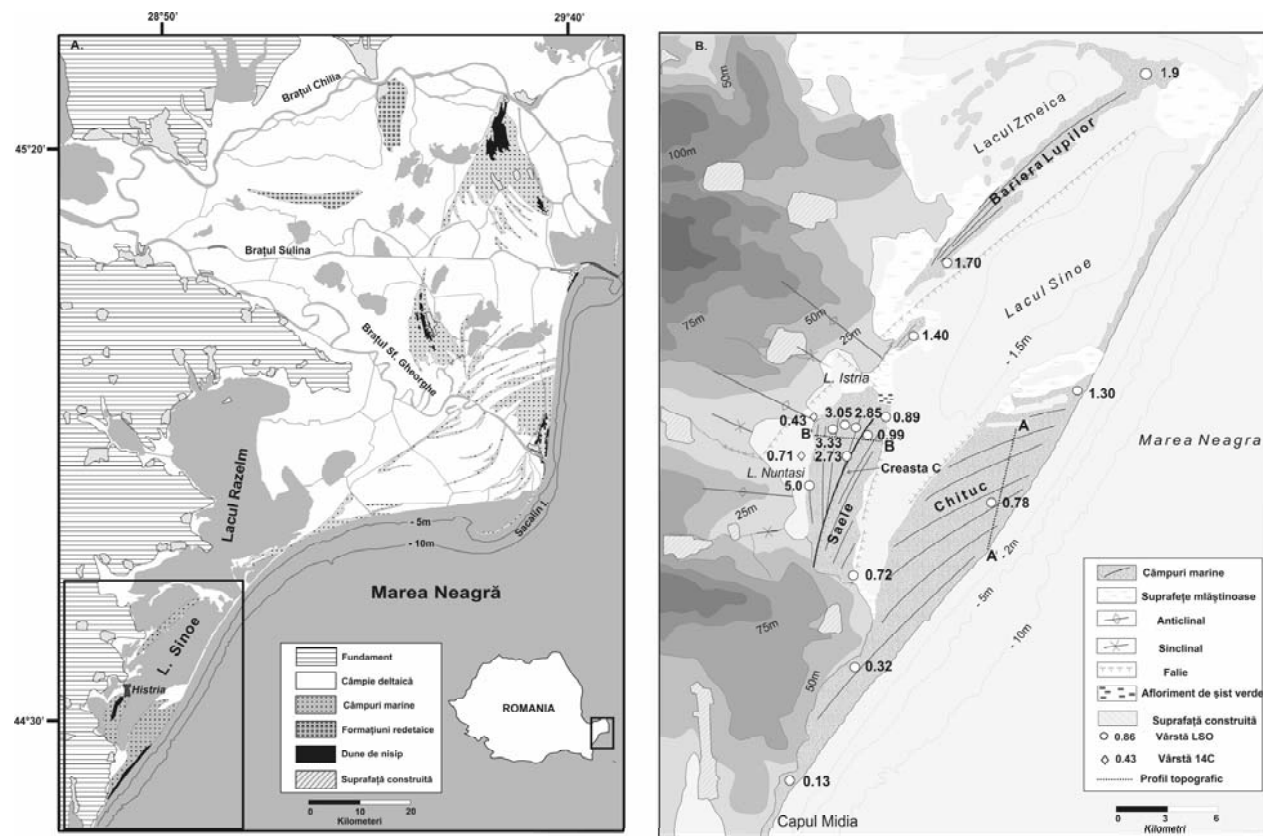 28°50'
29°40'
A.
Brațul Chilia
45°20'
Brațul Sulina
Brațul Sf. Gheorghe
Lacul Razelm
Sacalin I.
- 5m
- 10m
Marea Neagră
L. Sinoe
Histria
44°30'
Fundament
Câmpie deltaică
Câmpuri marine
Formațiuni redetaice
Dune de nisip
Suprafață construită
0 10 20
Kilometeri
ROMANIA
B.
50m
1.9
Lacul Zmeica
100m
Bariera Lupilor
1.70
Lacul Sinoe
75m
50m
25m
1.40
- 1.5m
L. Istria
1.30
0.43
3.05
2.85
0.89
B'
B
3.33
0.99
A
Marea Neagra
0.71
2.73
L. Nuntasi
Creasta C
5.0
Chituc
0.78
25m
Saele
A'
- 2m
0.72
- 5m
75m
- 10m
50m
0.32
0.13
Capul Midia
Câmpuri marine
Suprafețe mlăștinoase
Anticlinal
Sinclinal
Falie
Afloriment de șist verde
Suprafață construită
0.86 Vârstă LSO
0.43 Vârstă 14C
Profil topografic
0 3 6
Kilometri